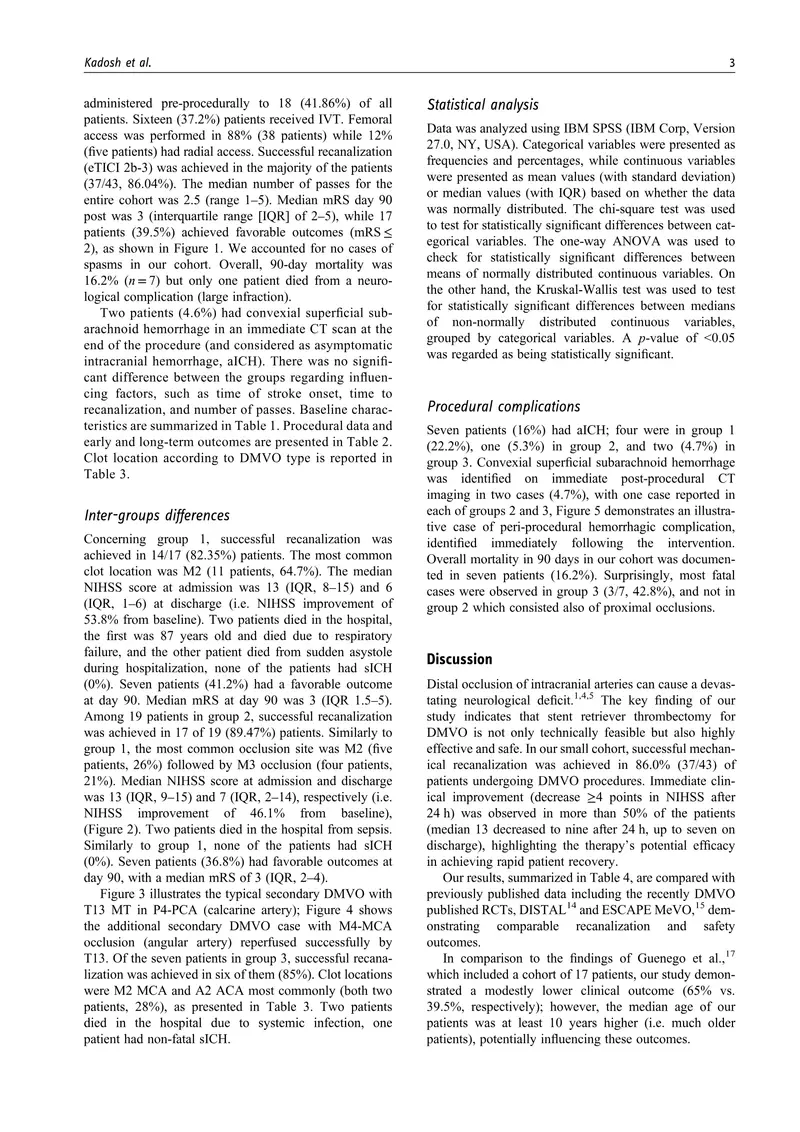 Kadosh et al.
3
administered pre-procedurally to 18 (41.86%) of all
patients. Sixteen (37.2%) patients received IVT. Femoral
access was performed in 88% (38 patients) while 12%
(five patients) had radial access. Successful recanalization
(eTICI 2b-3) was achieved in the majority of the patients
(37/43, 86.04%). The median number of passes for the
entire cohort was 2.5 (range 1–5). Median mRS day 90
post was 3 (interquartile range [IQR] of 2–5), while 17
patients (39.5%) achieved favorable outcomes (mRS ≤
2), as shown in Figure 1. We accounted for no cases of
spasms in our cohort. Overall, 90-day mortality was
16.2% (n = 7) but only one patient died from a neuro-
logical complication (large infraction).
Two patients (4.6%) had convexial superficial sub-
arachnoid hemorrhage in an immediate CT scan at the
end of the procedure (and considered as asymptomatic
intracranial hemorrhage, aICH). There was no signifi-
cant difference between the groups regarding influen-
cing factors, such as time of stroke onset, time to
recanalization, and number of passes. Baseline charac-
teristics are summarized in Table 1. Procedural data and
early and long-term outcomes are presented in Table 2.
Clot location according to DMVO type is reported in
Table 3.
Inter-groups differences
Concerning group 1, successful recanalization was
achieved in 14/17 (82.35%) patients. The most common
clot location was M2 (11 patients, 64.7%). The median
NIHSS score at admission was 13 (IQR, 8–15) and 6
(IQR, 1–6) at discharge (i.e. NIHSS improvement of
53.8% from baseline). Two patients died in the hospital,
the first was 87 years old and died due to respiratory
failure, and the other patient died from sudden asystole
during hospitalization, none of the patients had sICH
(0%). Seven patients (41.2%) had a favorable outcome
at day 90. Median mRS at day 90 was 3 (IQR 1.5–5).
Among 19 patients in group 2, successful recanalization
was achieved in 17 of 19 (89.47%) patients. Similarly to
group 1, the most common occlusion site was M2 (five
patients, 26%) followed by M3 occlusion (four patients,
21%). Median NIHSS score at admission and discharge
was 13 (IQR, 9–15) and 7 (IQR, 2–14), respectively (i.e.
NIHSS improvement of 46.1% from baseline),
(Figure 2). Two patients died in the hospital from sepsis.
Similarly to group 1, none of the patients had sICH
(0%). Seven patients (36.8%) had favorable outcomes at
day 90, with a median mRS of 3 (IQR, 2–4).
Figure 3 illustrates the typical secondary DMVO with
T13 MT in P4-PCA (calcarine artery); Figure 4 shows
the additional secondary DMVO case with M4-MCA
occlusion (angular artery) reperfused successfully by
T13. Of the seven patients in group 3, successful recana-
lization was achieved in six of them (85%). Clot locations
were M2 MCA and A2 ACA most commonly (both two
patients, 28%), as presented in Table 3. Two patients
died in the hospital due to systemic infection, one
patient had non-fatal sICH.
Statistical analysis
Data was analyzed using IBM SPSS (IBM Corp, Version
27.0, NY, USA). Categorical variables were presented as
frequencies and percentages, while continuous variables
were presented as mean values (with standard deviation)
or median values (with IQR) based on whether the data
was normally distributed. The chi-square test was used
to test for statistically significant differences between cat-
egorical variables. The one-way ANOVA was used to
check for statistically significant differences between
means of normally distributed continuous variables. On
the other hand, the Kruskal-Wallis test was used to test
for statistically significant differences between medians
of non-normally distributed continuous variables,
grouped by categorical variables. A p-value of <0.05
was regarded as being statistically significant.
Procedural complications
Seven patients (16%) had aICH; four were in group 1
(22.2%), one (5.3%) in group 2, and two (4.7%) in
group 3. Convexial superficial subarachnoid hemorrhage
was identified on immediate post-procedural CT
imaging in two cases (4.7%), with one case reported in
each of groups 2 and 3, Figure 5 demonstrates an illustra-
tive case of peri-procedural hemorrhagic complication,
identified immediately following the intervention.
Overall mortality in 90 days in our cohort was documen-
ted in seven patients (16.2%). Surprisingly, most fatal
cases were observed in group 3 (3/7, 42.8%), and not in
group 2 which consisted also of proximal occlusions.
Discussion
Distal occlusion of intracranial arteries can cause a devas-
tating neurological deficit.1,4,5 The key finding of our
study indicates that stent retriever thrombectomy for
DMVO is not only technically feasible but also highly
effective and safe. In our small cohort, successful mechan-
ical recanalization was achieved in 86.0% (37/43) of
patients undergoing DMVO procedures. Immediate clin-
ical improvement (decrease ≥4 points in NIHSS after
24 h) was observed in more than 50% of the patients
(median 13 decreased to nine after 24 h, up to seven on
discharge), highlighting the therapy's potential efficacy
in achieving rapid patient recovery.
Our results, summarized in Table 4, are compared with
previously published data including the recently DMVO
published RCTs, DISTAL14 and ESCAPE MeVO,15 dem-
onstrating comparable recanalization and safety
outcomes.
In comparison to the findings of Guenego et al.,17
which included a cohort of 17 patients, our study demon-
strated a modestly lower clinical outcome (65% vs.
39.5%, respectively); however, the median age of our
patients was at least 10 years higher (i.e. much older
patients), potentially influencing these outcomes.